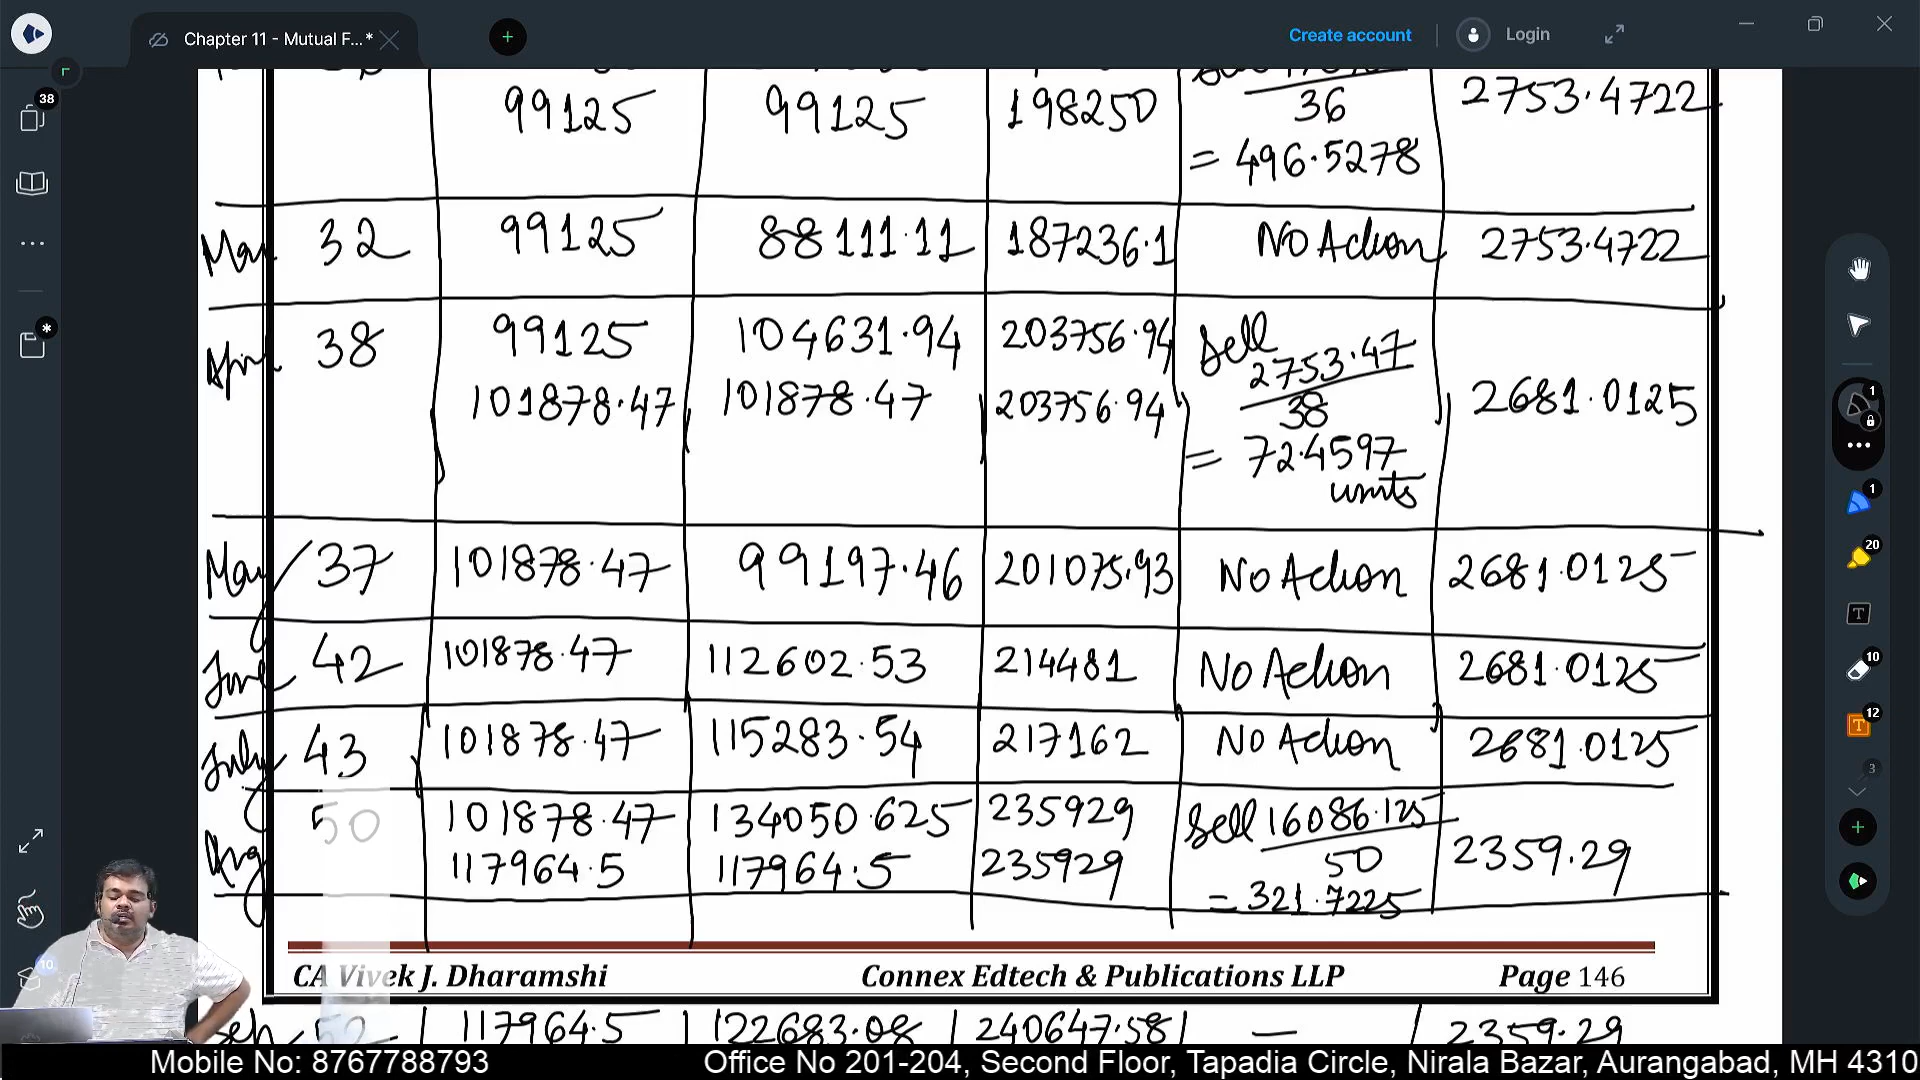 Chapter 11 - Mutual F...*
Create account
Login
38
99125 99125 198250 36 2753.4722
= 496.5278
Mar 32 99125 88111.11 187236.1 No Action 2753.4722
Apr. 38 99125 104631.94 203756.94 Sell 2753.47
101878.47 101878.47 203756.94 38 2681.0125
= 72.4597
units
May 37 101878.47 99197.46 201075.93 No Action 2681.0125
June 42 101878.47 112602.53 214481 No Action 2681.0125
July 43 101878.47 115283.54 217162 No Action 2681.0125
Aug 50 101878.47 134050.625 235929 Sell 16086.125
117964.5 117964.5 235929 50 2359.29
= 321.7225
CA Vivek J. Dharamshi Connex Edtech & Publications LLP Page 146
117964.5 122683.08 240647.58 — 2359.29
1
1
20
T
10
T
12
3
10
Mobile No: 8767788793 Office No 201-204, Second Floor, Tapadia Circle, Nirala Bazar, Aurangabad, MH 4310